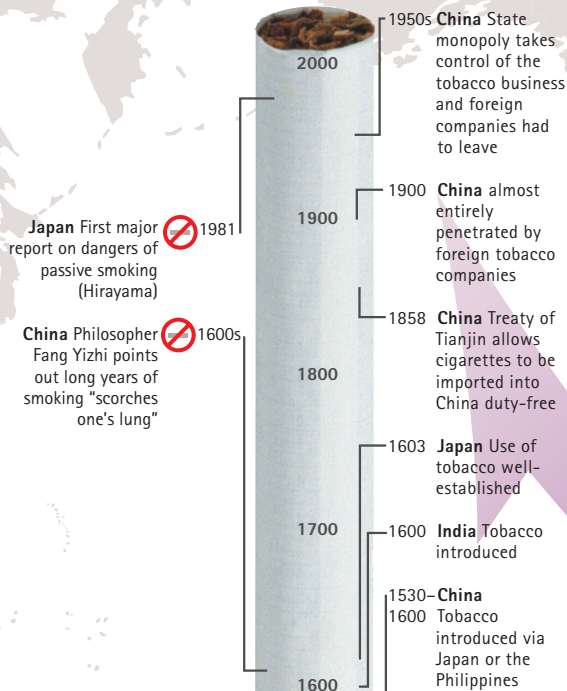 2000
1900
1800
1700
1600
1981
Japan First major
report on dangers of
passive smoking
(Hirayama)
1600s
China Philosopher
Fang Yizhi points
out long years of
smoking “scorches
one’s lung”
1950s China State
monopoly takes
control of the
tobacco business
and foreign
companies had
to leave
1900 China almost
entirely
penetrated by
foreign tobacco
companies
1858 China Treaty of
Tianjin allows
cigarettes to be
imported into
China duty-free
1603 Japan Use of
tobacco well-
established
1600 India Tobacco
introduced
1530– China
1600 Tobacco
introduced via
Japan or the
Philippines